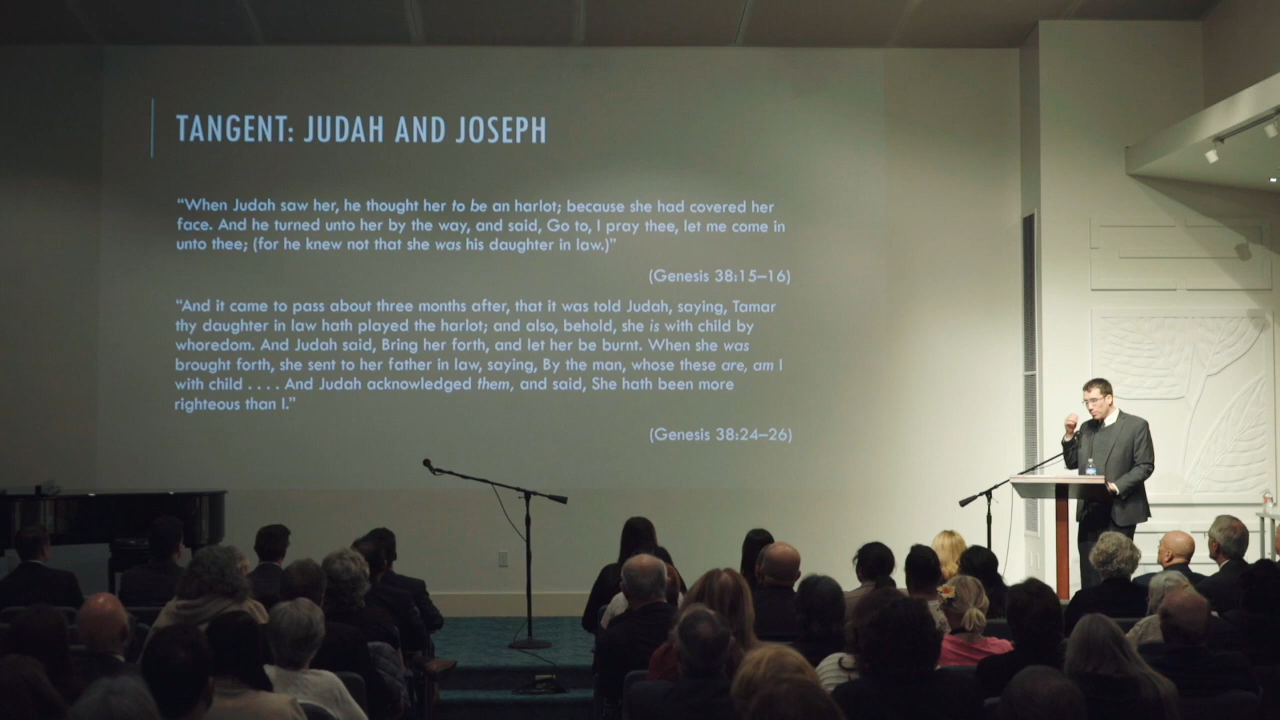 TANGENT: JUDAH AND JOSEPH
“When Judah saw her, he thought her to be an harlot; because she had covered her
face. And he turned unto her by the way, and said, Go to, I pray thee, let me come in
unto thee; (for he knew not that she was his daughter in law.)”
(Genesis 38:15–16)
“And it came to pass about three months after, that it was told Judah, saying, Tamar
thy daughter in law hath played the harlot; and also, behold, she is with child by
whoredom. And Judah said, Bring her forth, and let her be burnt. When she was
brought forth, she sent to her father in law, saying, By the man, whose these are, am I
with child . . . . And Judah acknowledged them, and said, She hath been more
righteous than I.”
(Genesis 38:24–26)